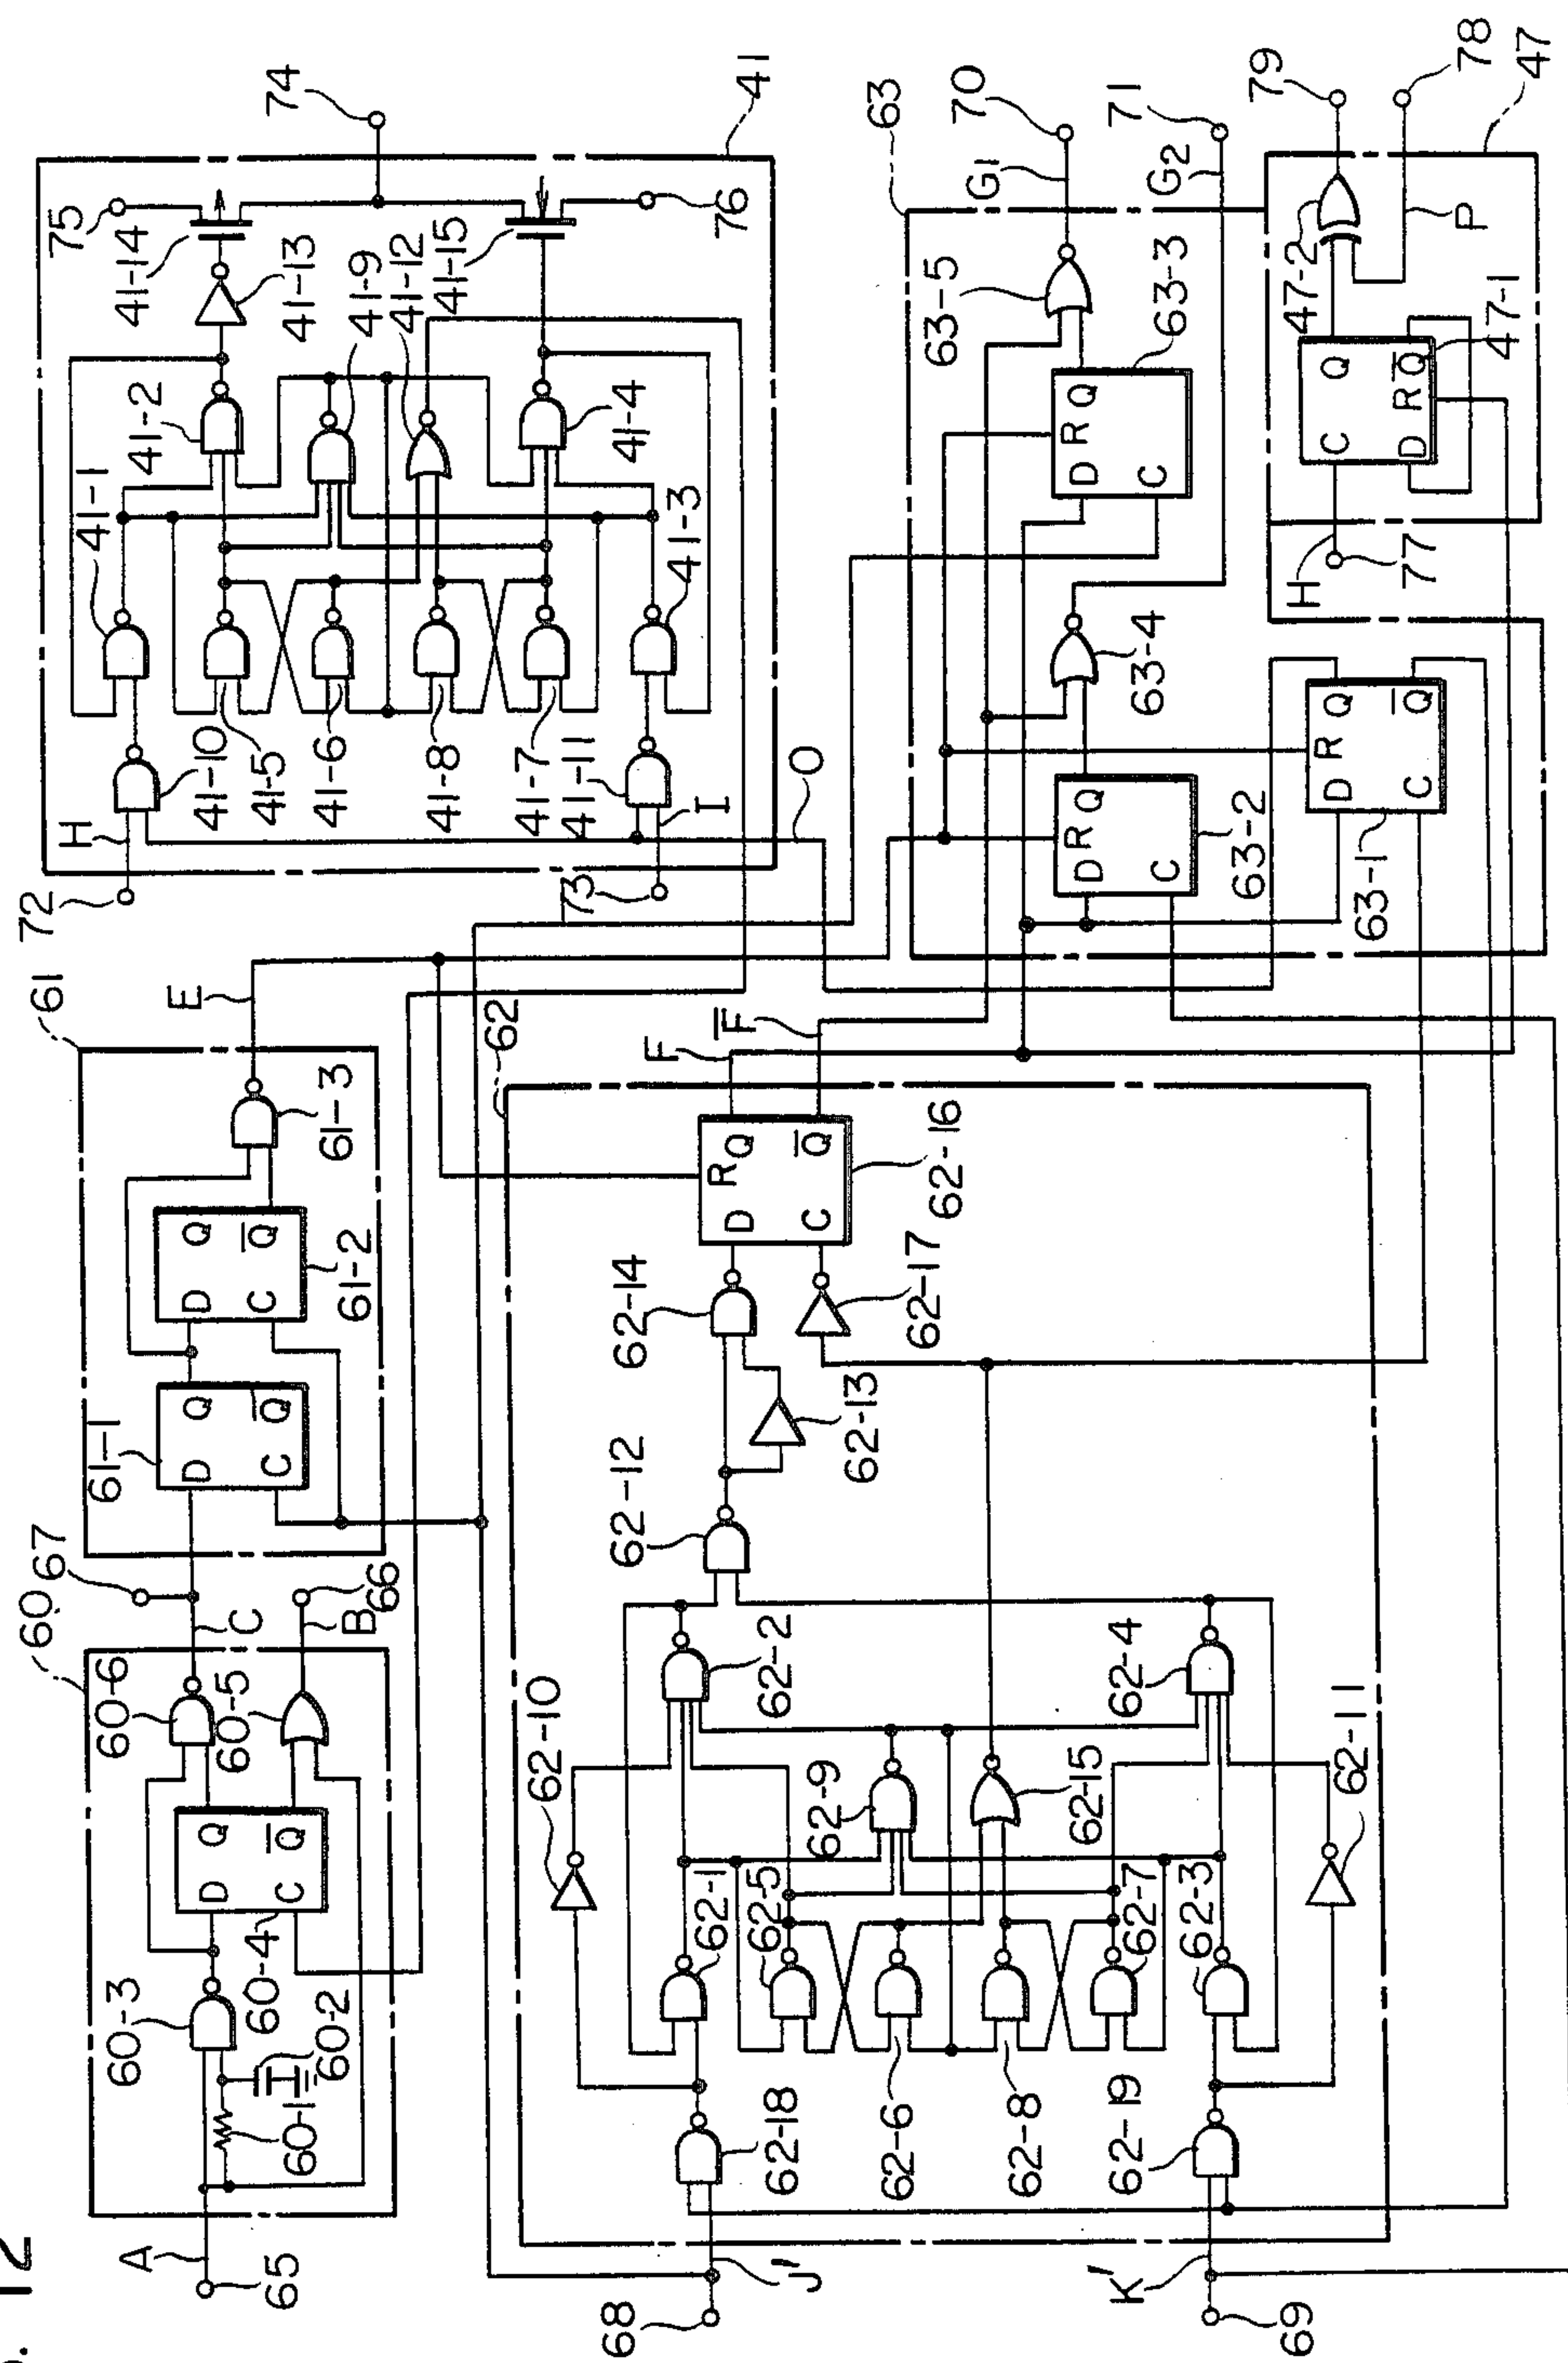 o. 12
A
65
60
60-3
60-4
60-1
60-2
60-6
60-5
C
B
66
67
D
Q
C
Q̅
61
61-1
D
Q
C
Q̅
61-2
D
Q
C
Q̅
61-3
E
72
73
H
I
O
41
41-10
41-5
41-6
41-8
41-7
41-11
41-1
41-3
41-2
41-4
41-9
41-12
41-13
41-14
41-15
74
75
76
62
68
69
J'
K'
62-18
62-6
62-8
62-19
62-10
62-1
62-5
62-7
62-3
62-9
62-15
62-2
62-4
62-11
62-12
62-13
62-14
62-17
62-16
D
R
Q
C
Q̅
F
F̅
63
63-2
D
R
Q
C
63-1
D
R
Q
C
Q̅
63-4
63-3
D
R
Q
C
63-5
G1
70
G2
71
H
77
47
47-1
C
Q
D
R
Q̅
47-2
P
79
78